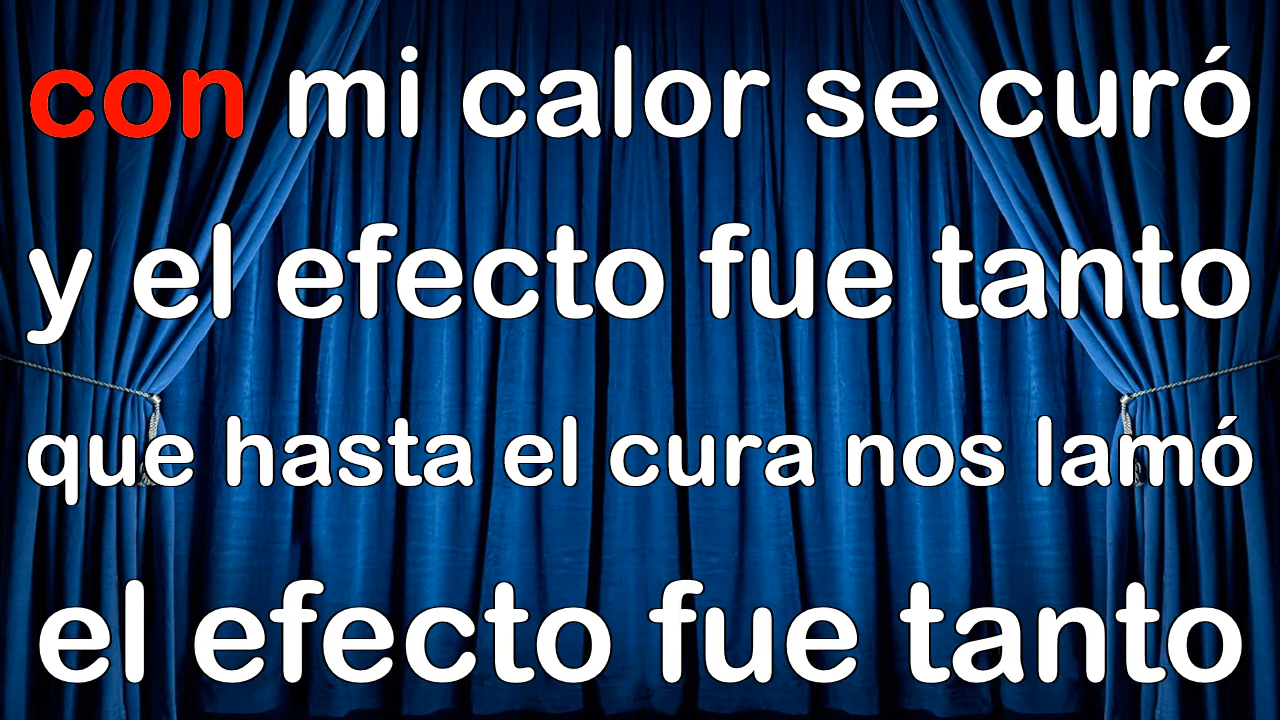 con mi calor se curó
y el efecto fue tanto
que hasta el cura nos lamó
el efecto fue tanto